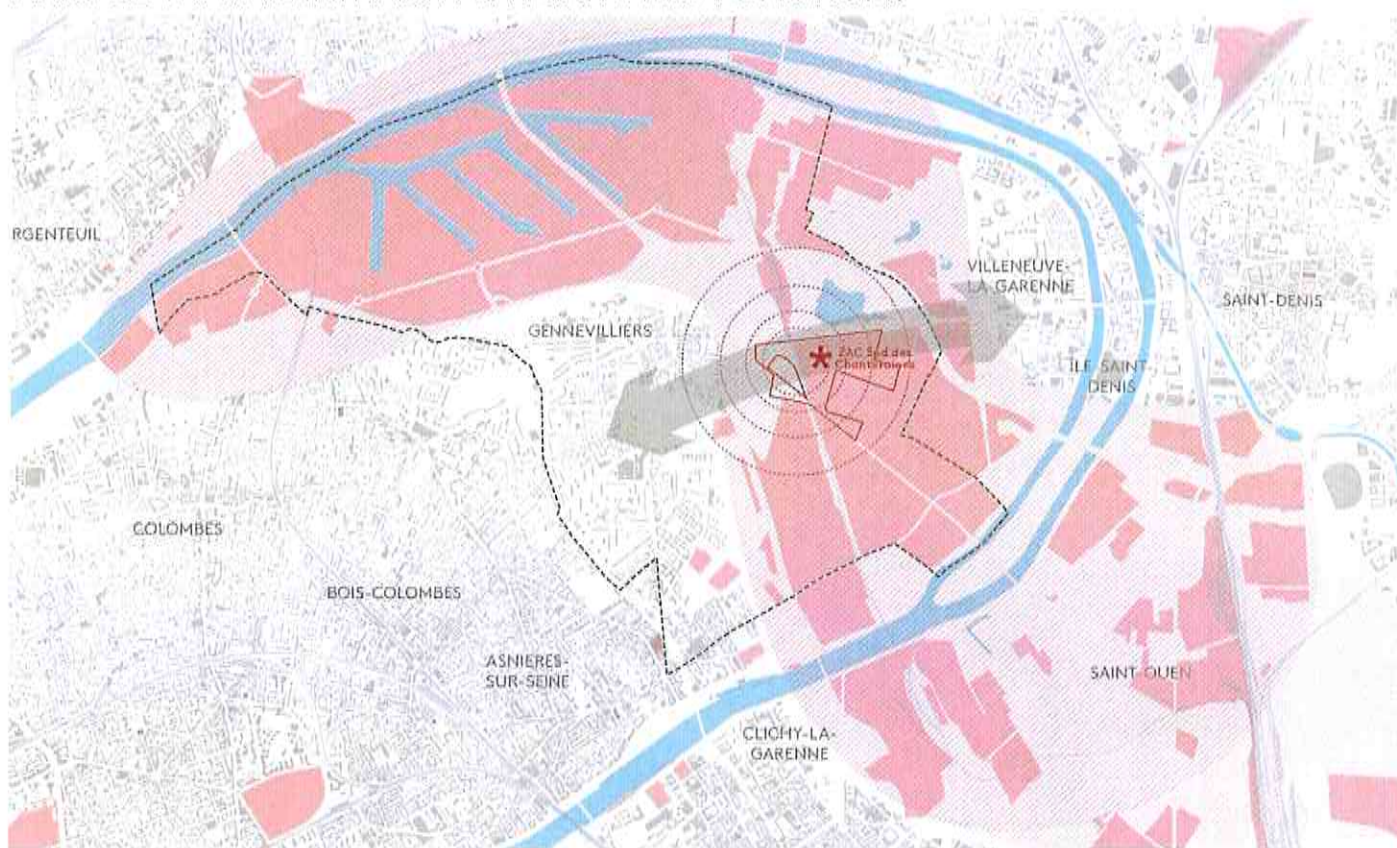 RGENTEUIL
GENNEVILLIERS
VILLENEUVE-
LA GARENNE
SAINT-DENIS
ZAC Sud des
Chanteraines
ILE SAINT-
DENIS
COLOMBES
BOIS-COLOMBES
ASNIERES-
SUR-SEINE
SAINT-OUEN
CLICHY-LA-
GARENNE